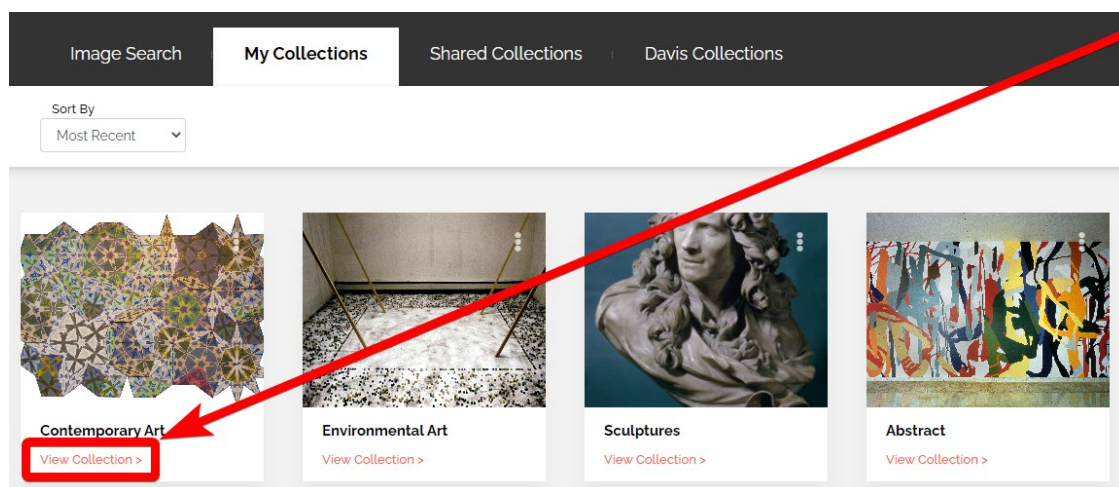 Image Search My Collections Shared Collections Davis Collections
Sort By
Most Recent
Contemporary Art Environmental Art Sculptures Abstract
View Collection > View Collection > View Collection > View Collection >